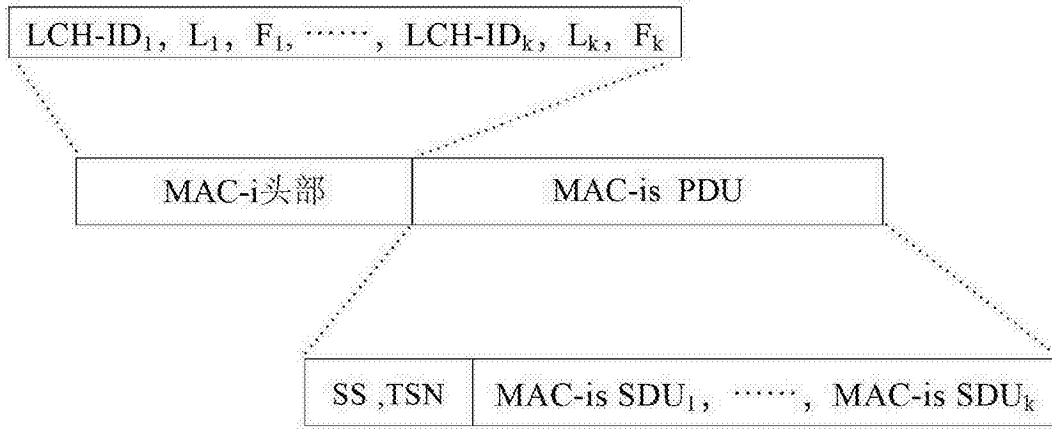 LCH-ID₁, L₁, F₁, ······, LCH-IDₖ, Lₖ, Fₖ
MAC-i头部 MAC-is PDU
SS ,TSN MAC-is SDU₁, ······, MAC-is SDUₖ